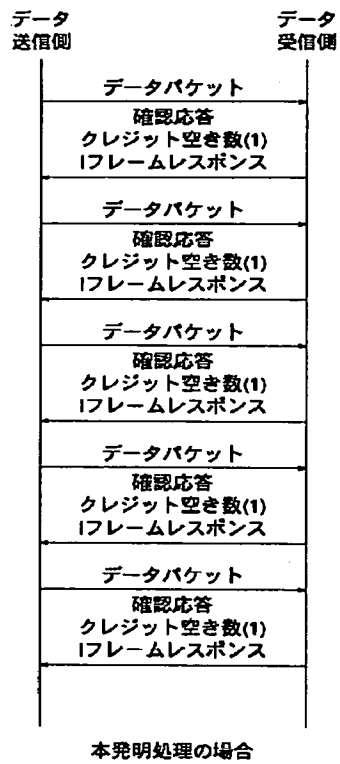 データ
送信側
データ
受信側
データパケット
確認応答
クレジット空き数(1)
Iフレームレスポンス
データパケット
確認応答
クレジット空き数(1)
Iフレームレスポンス
データパケット
確認応答
クレジット空き数(1)
Iフレームレスポンス
データパケット
確認応答
クレジット空き数(1)
Iフレームレスポンス
データパケット
確認応答
クレジット空き数(1)
Iフレームレスポンス
本発明処理の場合